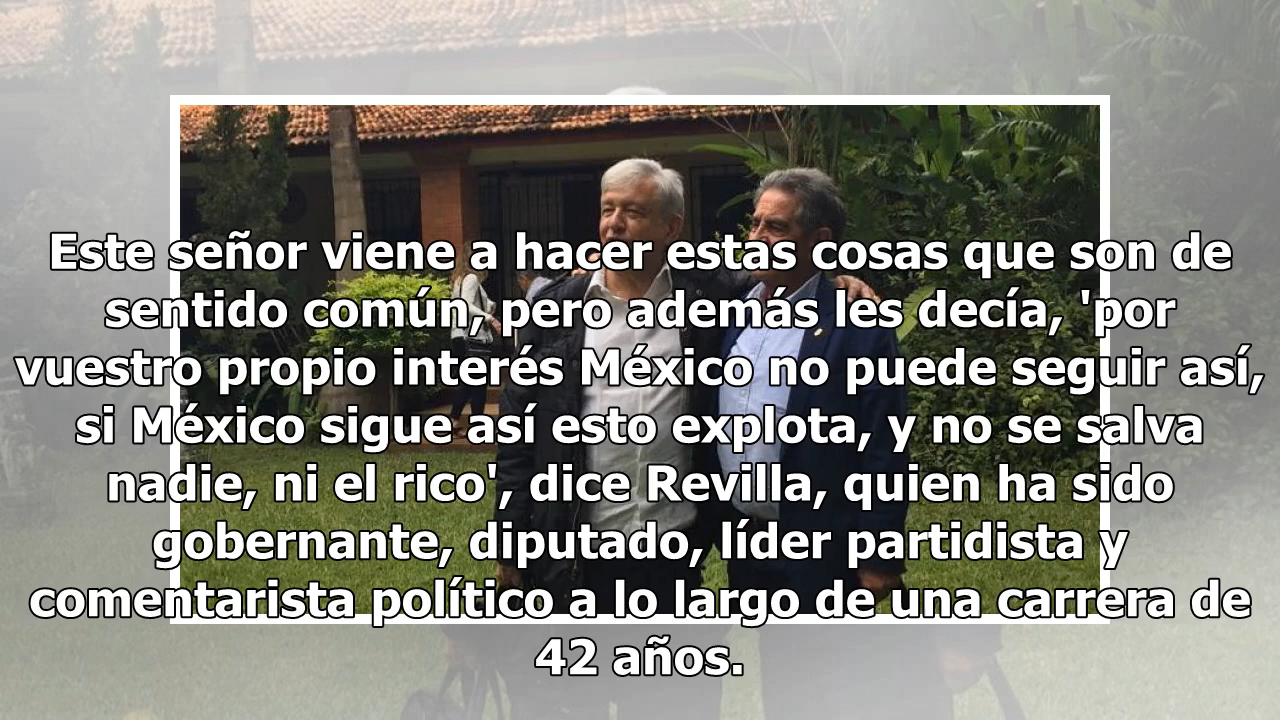 Este señor viene a hacer estas cosas que son de
sentido común, pero además les decía, 'por
vuestro propio interés México no puede seguir así,
si México sigue así esto explota, y no se salva
nadie, ni el rico', dice Revilla, quien ha sido
gobernante, diputado, líder partidista y
comentarista político a lo largo de una carrera de
42 años.